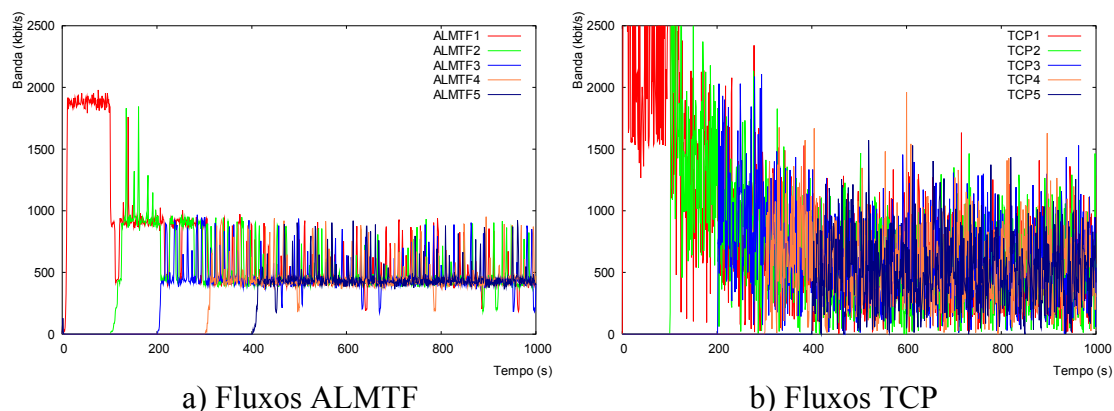 Banda (kbit/s)
2500
2000
1500
1000
500
0
ALMTF1
ALMTF2
ALMTF3
ALMTF4
ALMTF5
0 200 400 600 800 1000
Tempo (s)
a) Fluxos ALMTF
Banda (kbit/s)
2500
2000
1500
1000
500
0
TCP1
TCP2
TCP3
TCP4
TCP5
0 200 400 600 800 1000
Tempo (s)
b) Fluxos TCP